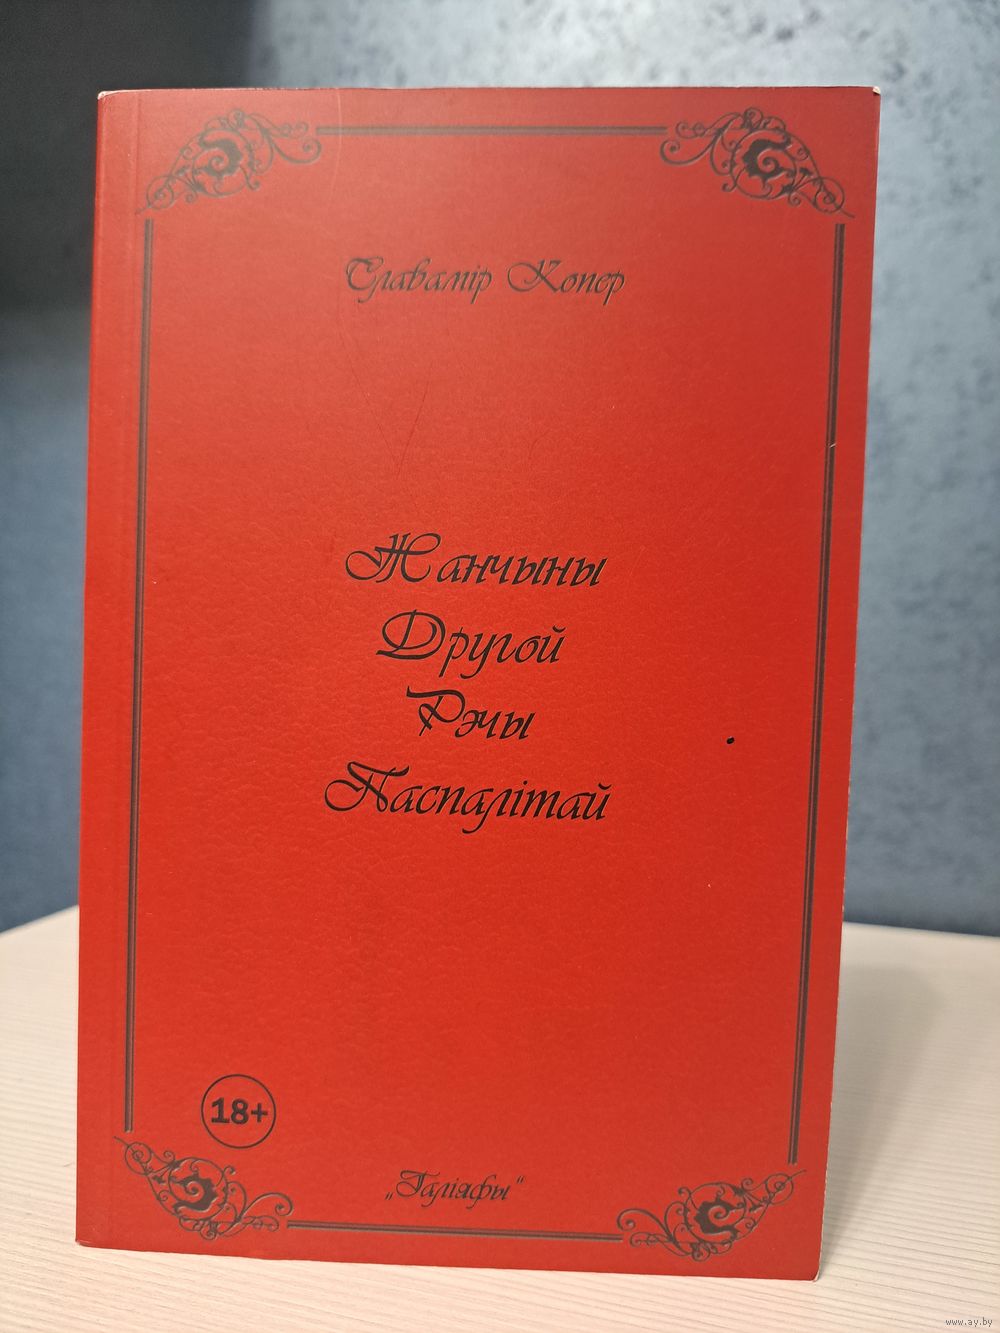 Славамір Копер
Жанчыны
Другой
Рэчы
Паспалітай
18+
„Галіяфы“
www.ay.by